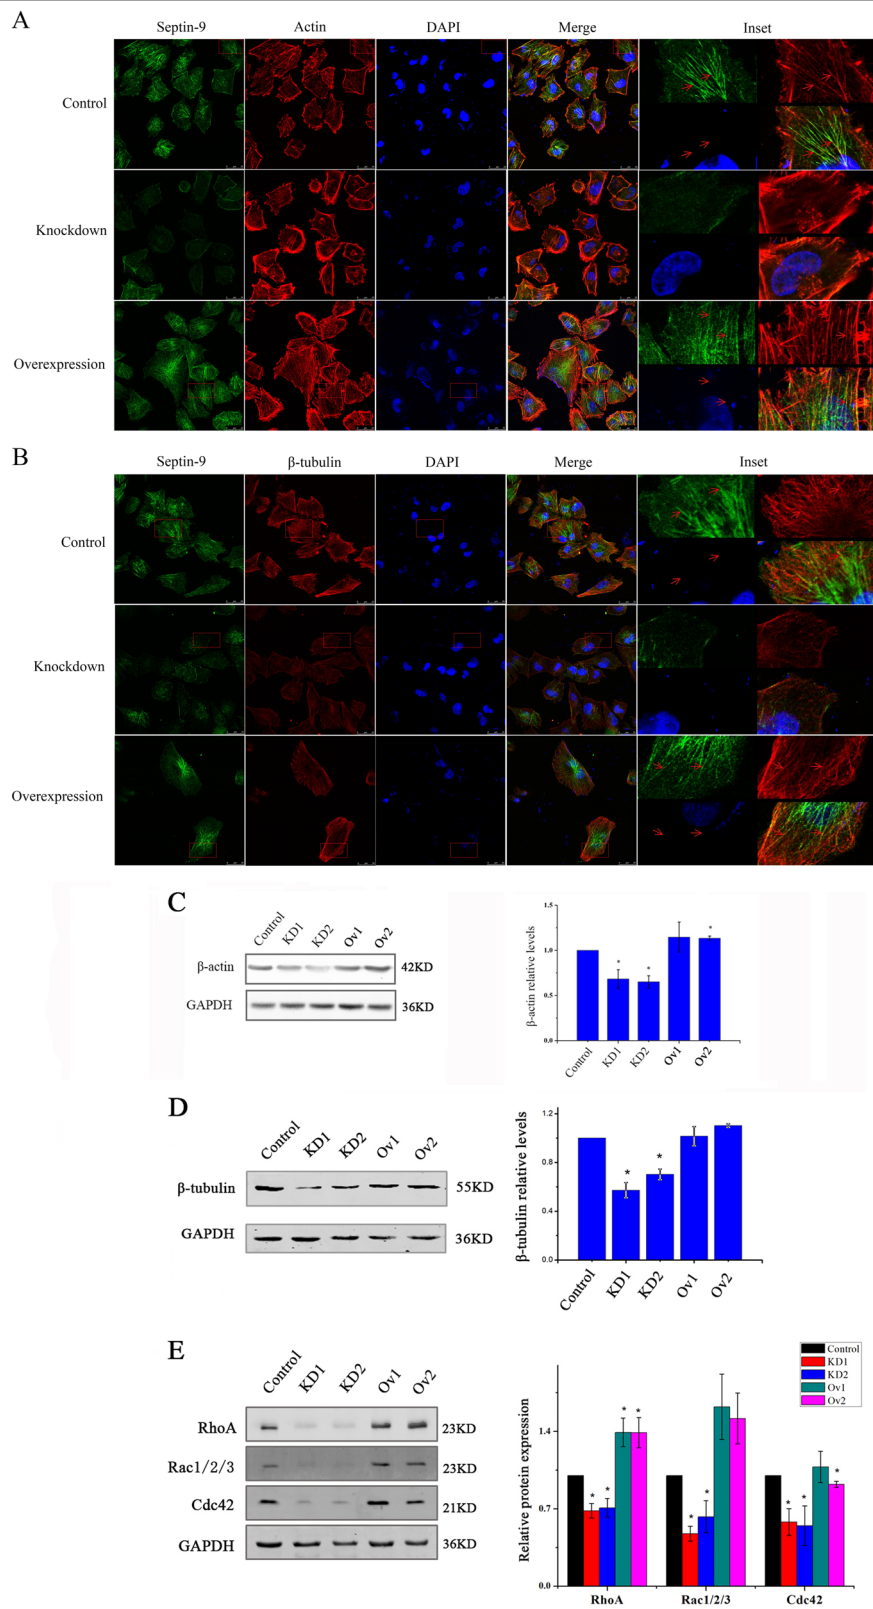 A
Septin-9 Actin DAPI Merge Inset
Control
Knockdown
Overexpression
B
Septin-9 β-tubulin DAPI Merge Inset
Control
Knockdown
Overexpression
C
Control KD1 KD2 Ov1 Ov2
β-actin 42KD
GAPDH 36KD
β-actin relative levels
1.5
1.0
0.5
0.0
Control KD1 KD2 Ov1 Ov2
* * *
D
Control KD1 KD2 Ov1 Ov2
β-tubulin 55KD
GAPDH 36KD
β-tubulin relative levels
1.2
0.8
0.4
0.0
Control KD1 KD2 Ov1 Ov2
* *
E
Control KD1 KD2 Ov1 Ov2
RhoA 23KD
Rac1/2/3 23KD
Cdc42 21KD
GAPDH 36KD
Relative protein expression
1.4
0.7
0.0
Control
KD1
KD2
Ov1
Ov2
* * * * * * * * *
RhoA Rac1/2/3 Cdc42